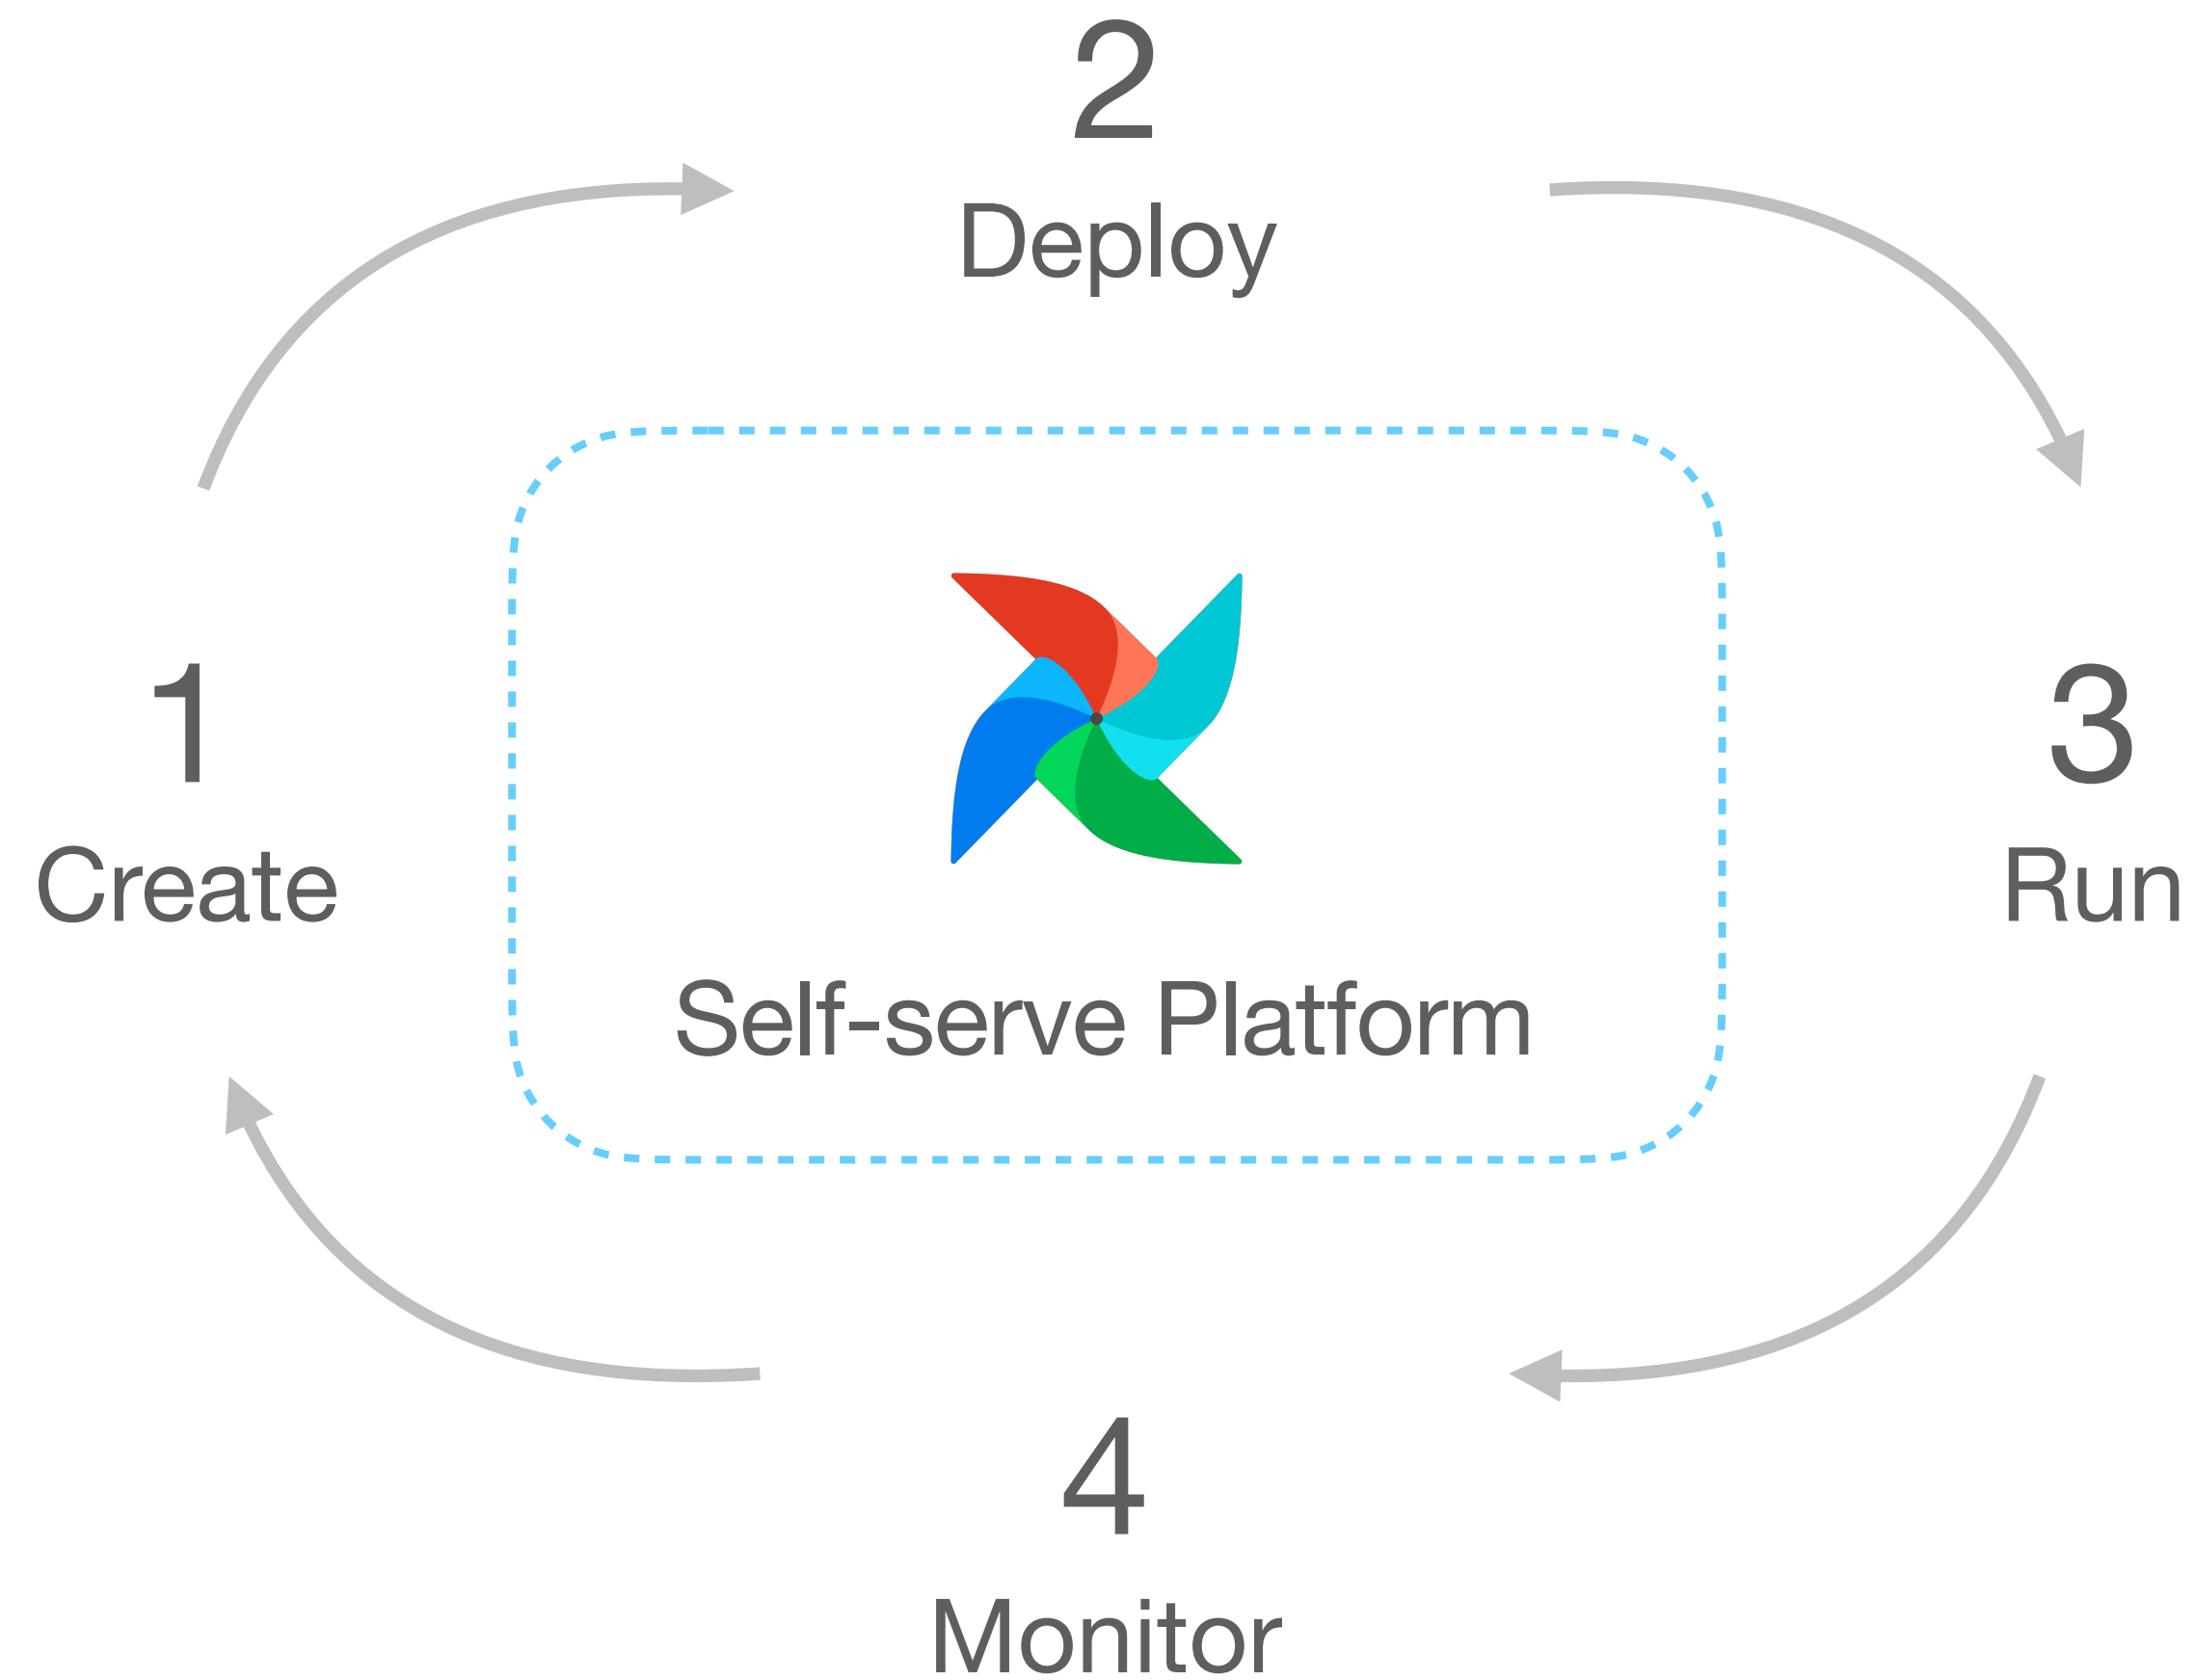 2
Deploy
1
Create
3
Run
Self-serve Platform
4
Monitor